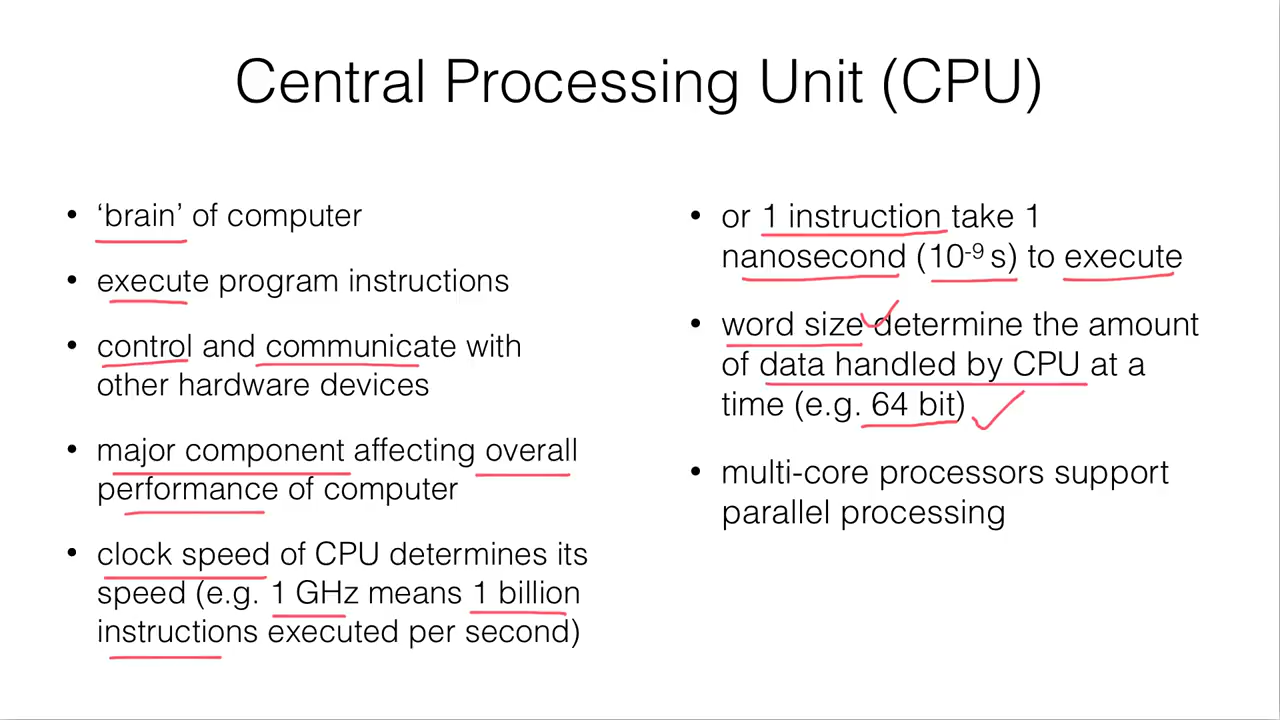 Central Processing Unit (CPU)
• ‘brain’ of computer
• execute program instructions
• control and communicate with
other hardware devices
• major component affecting overall
performance of computer
• clock speed of CPU determines its
speed (e.g. 1 GHz means 1 billion
instructions executed per second)
• or 1 instruction take 1
nanosecond (10⁻⁹ s) to execute
• word size determine the amount
of data handled by CPU at a
time (e.g. 64 bit)
• multi-core processors support
parallel processing